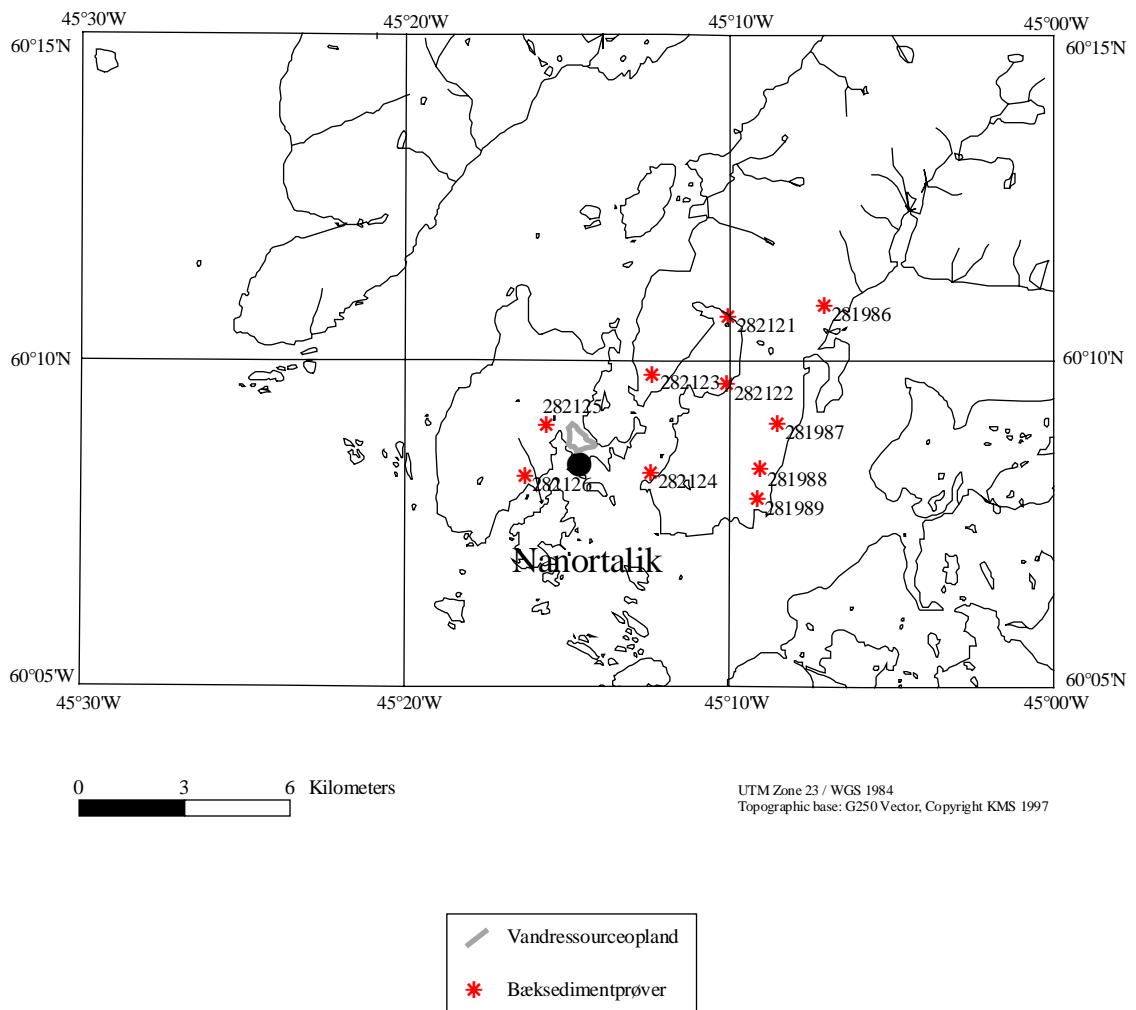 45°30'W 45°20'W 45°10'W 45°00'W
60°15'N 60°15'N
281986
282121
60°10'N 60°10'N
282123
282122
282125
281987
281988
282124
282126
281989
Nanortalik
60°05'W 60°05'N
45°30'W 45°20'W 45°10'W 45°00'W
0 3 6 Kilometers
UTM Zone 23 / WGS 1984
Topographic base: G250 Vector, Copyright KMS 1997
Vandressourceopland
Bæksedimentprøver